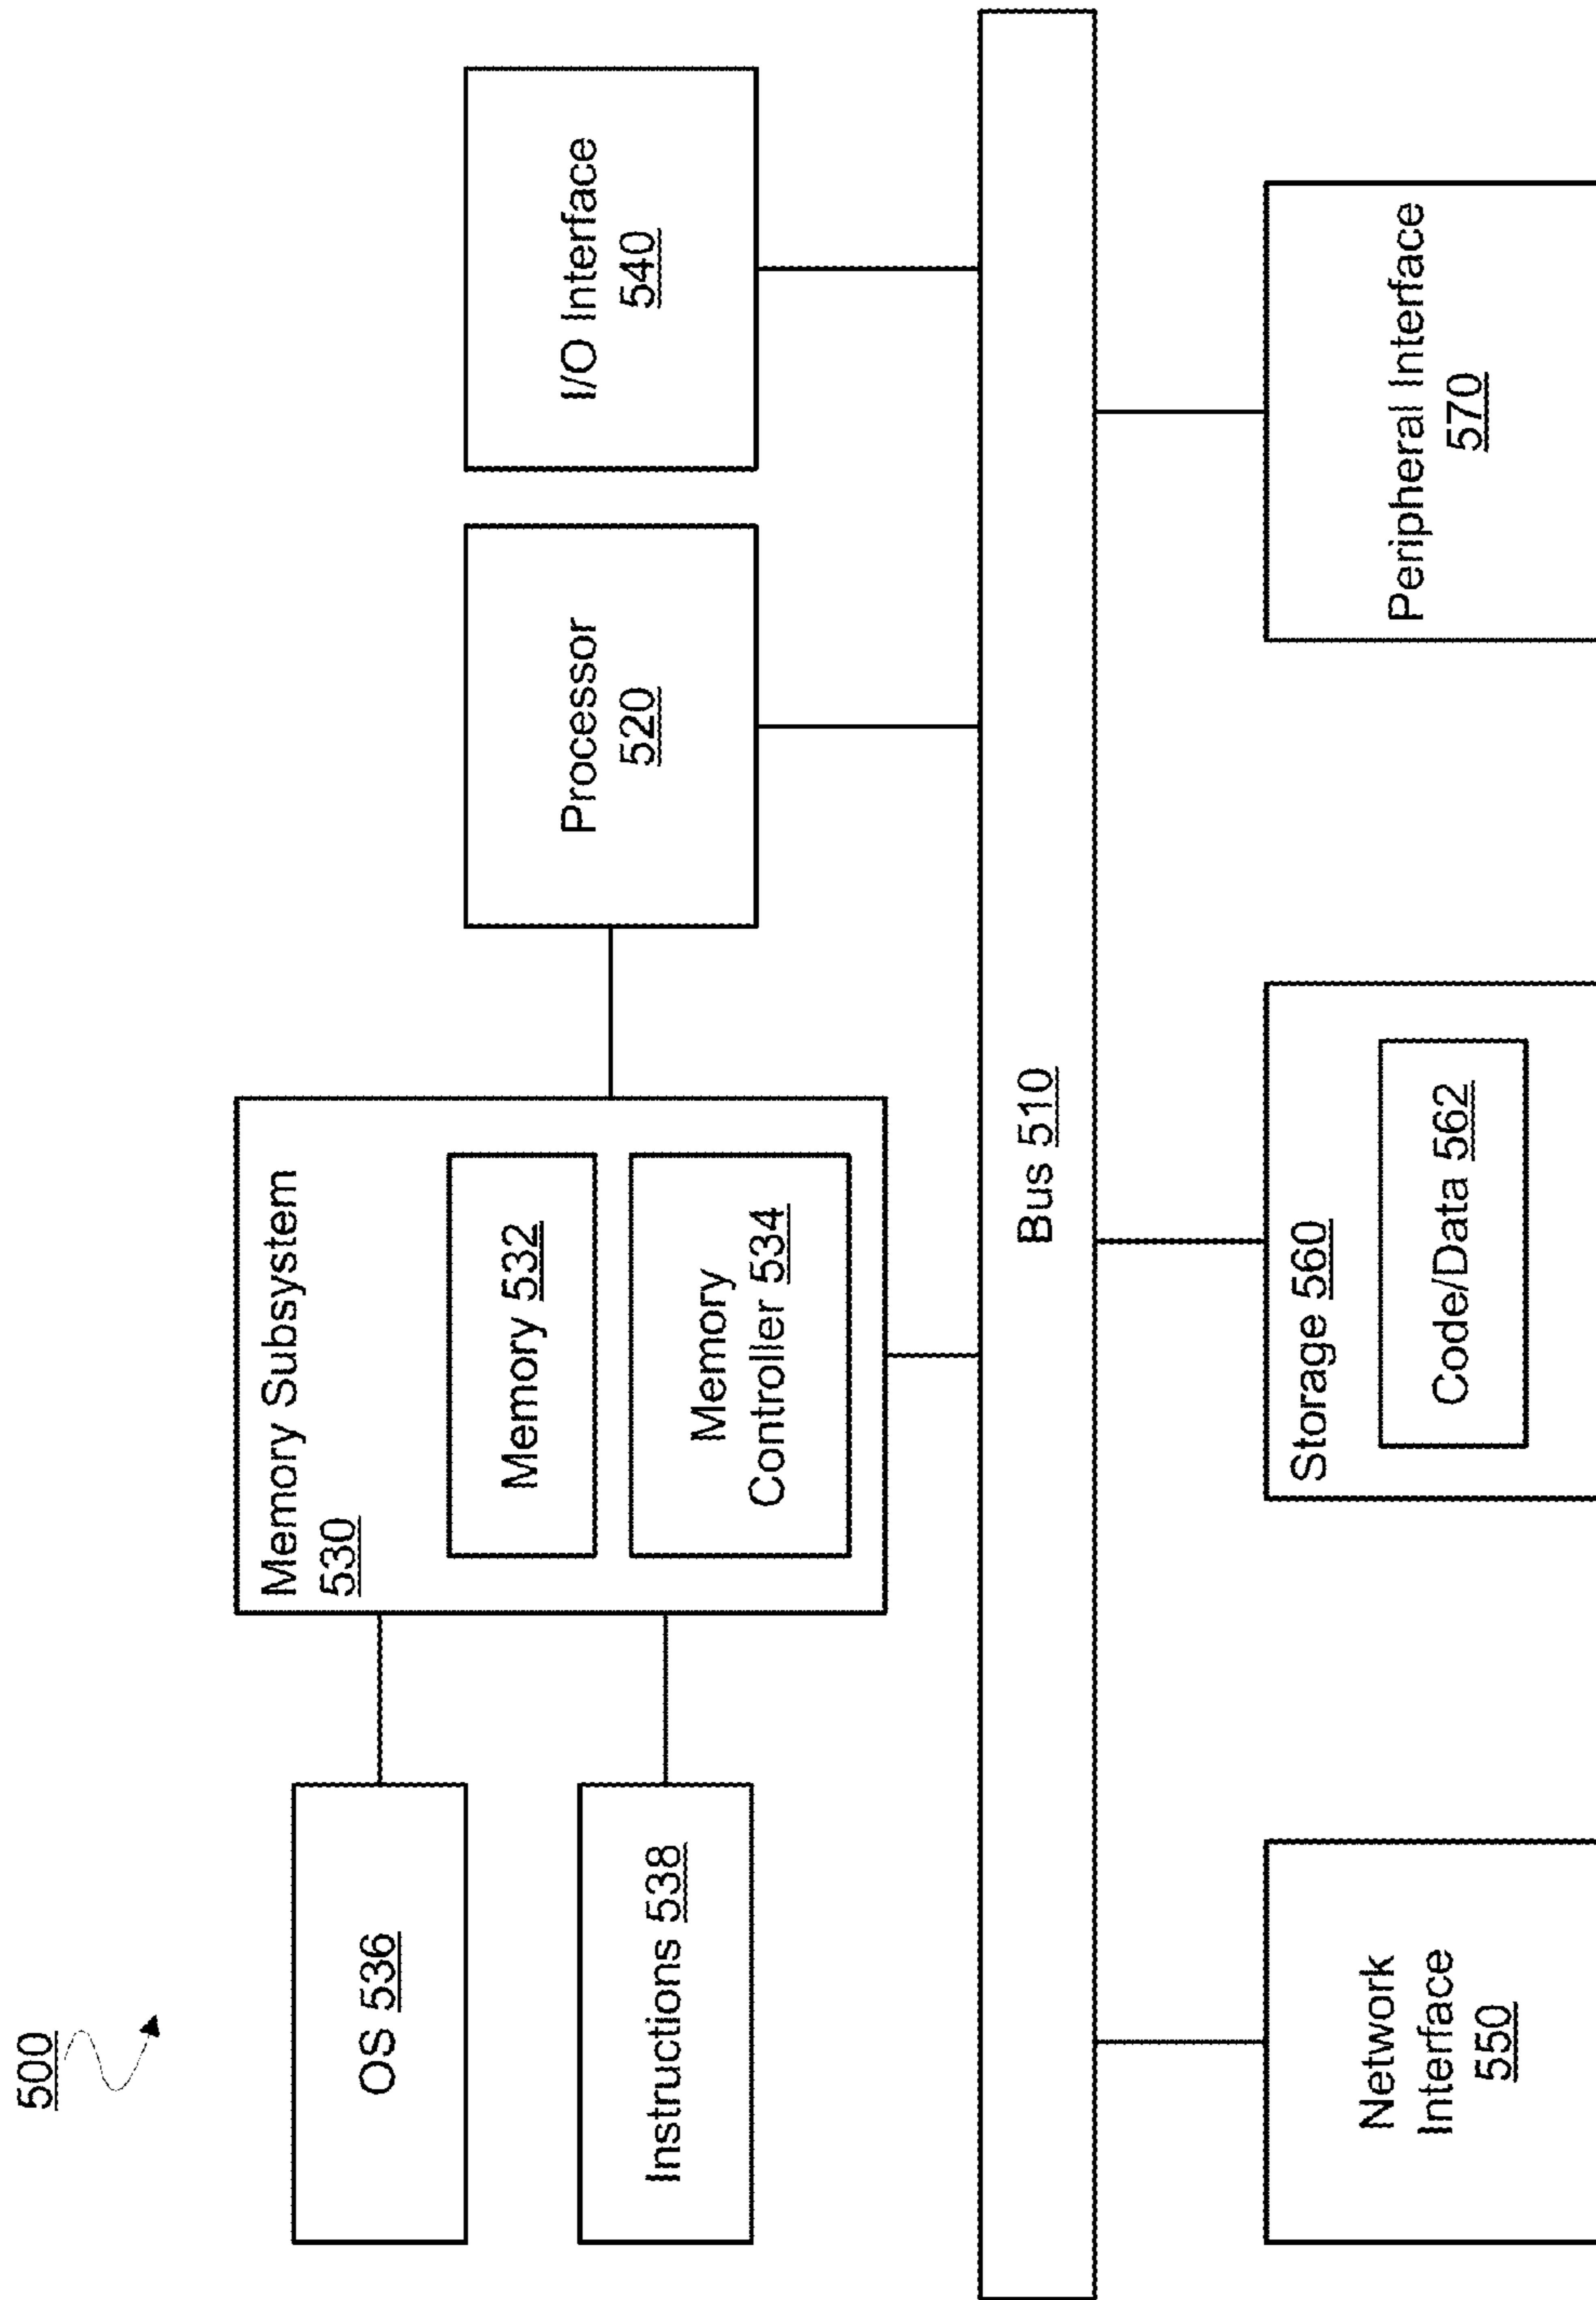 500
OS 536
Instructions 538
Memory Subsystem
530
Memory 532
Memory
Controller 534
Processor
520
I/O Interface
540
Bus 510
Network
Interface
550
Storage 560
Code/Data 562
Peripheral Interface
570